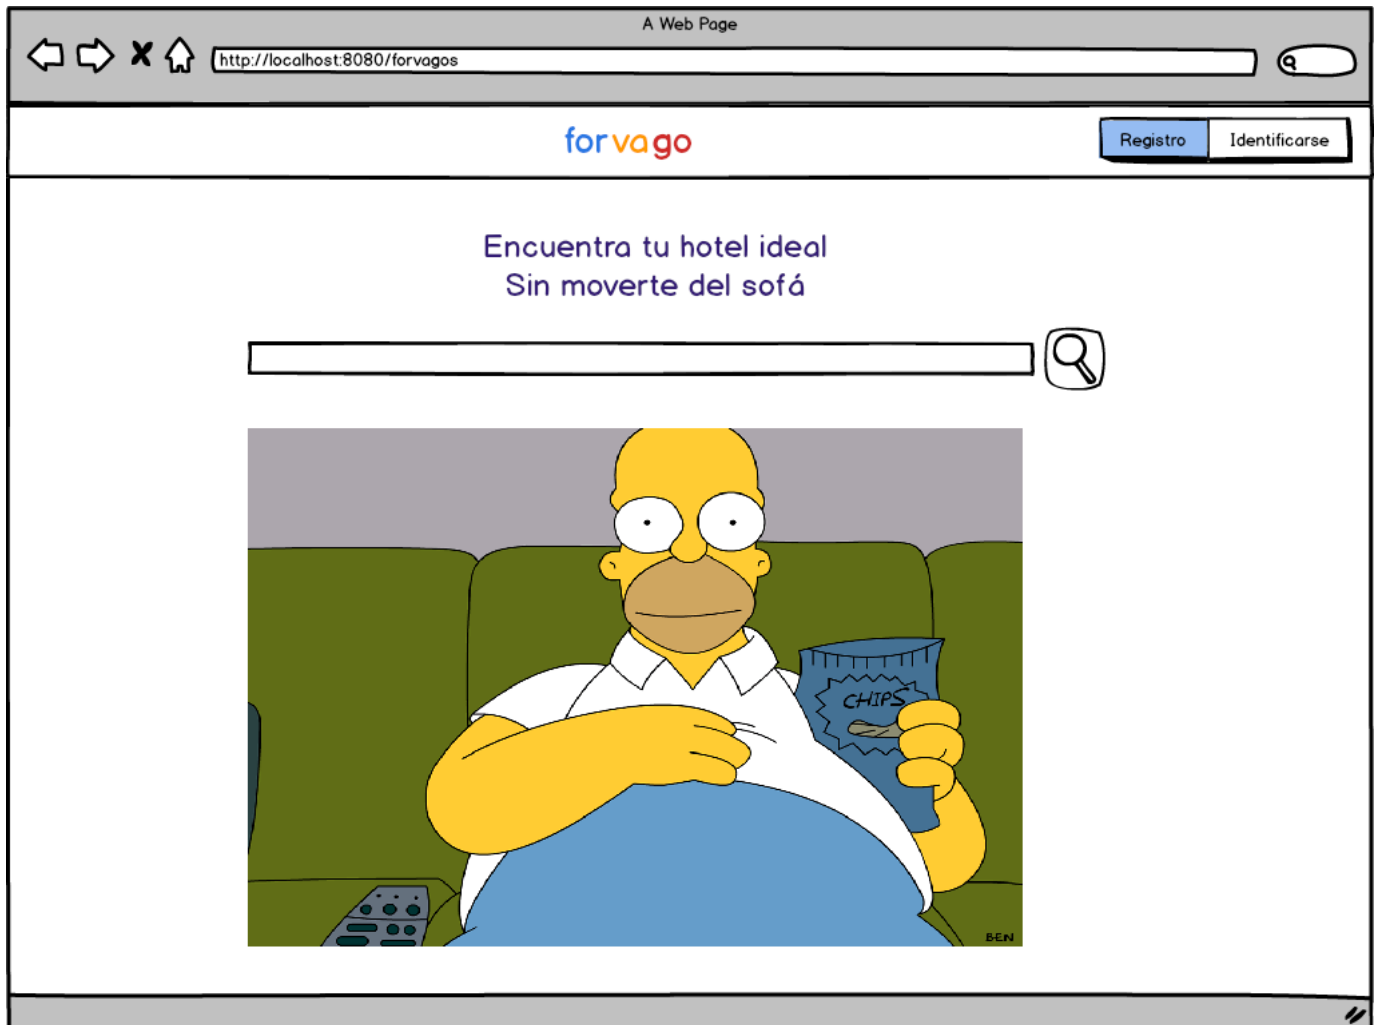 A Web Page
http://localhost:8080/forvagos
forvago
Registro
Identificarse
Encuentra tu hotel ideal
Sin moverte del sofá
CHIPS
BEN